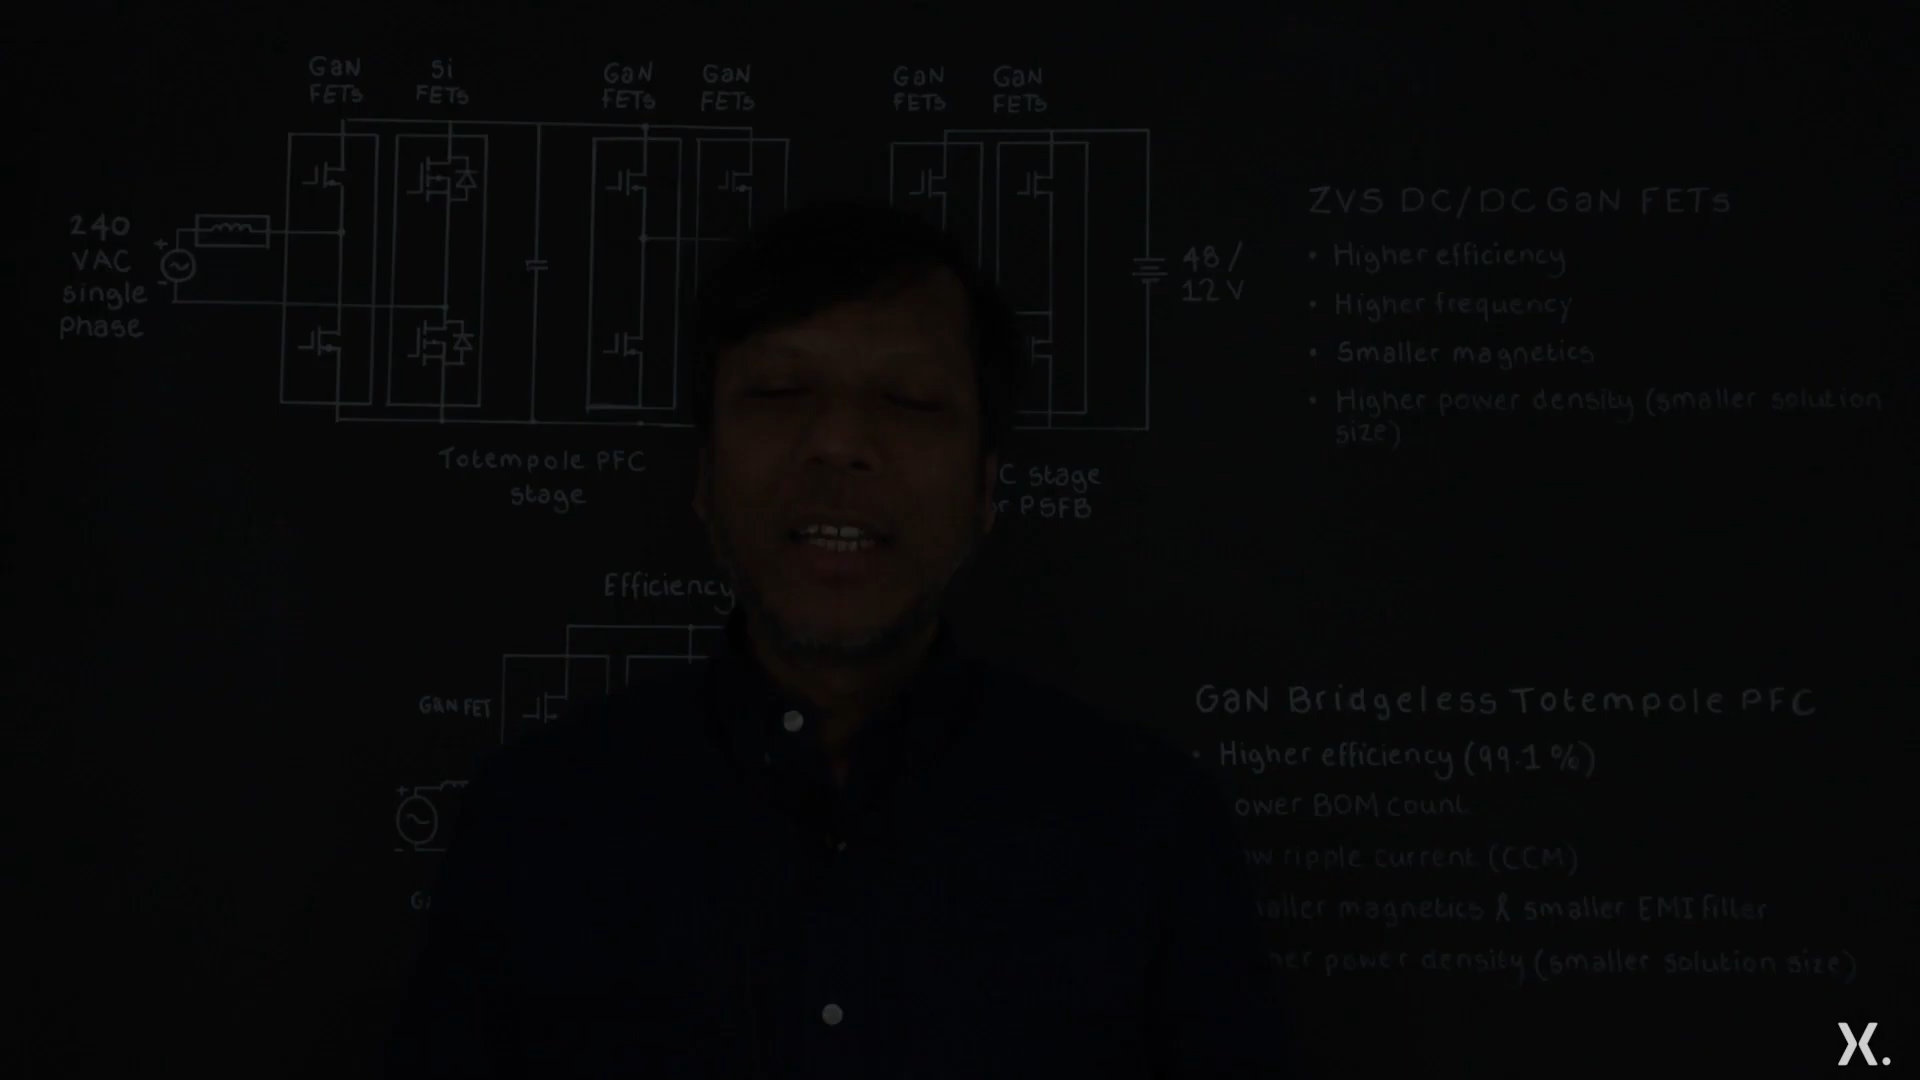 GaN
FETs
Si
FETs
GaN
FETs
GaN
FETs
GaN
FETs
GaN
FETs
240
VAC
single
phase
+
-
48 /
12 V
Totempole PFC
stage
C stage
r PSFB
ZVS DC/DC GaN FETs
• Higher efficiency
• Higher frequency
• Smaller magnetics
• Higher power density (smaller solution
size)
Efficiency
GaN FET
+
-
Ga
GaN Bridgeless Totempole PFC
• Higher efficiency (99.1 %)
ower BOM count
ow ripple current (CCM)
aller magnetics & smaller EMI filter
her power density (smaller solution size)
X.